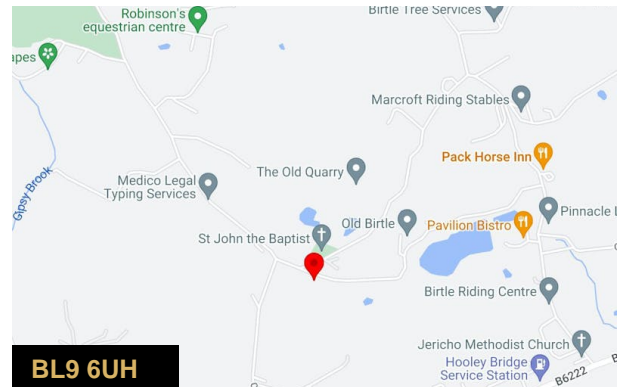 Robinson's
equestrian centre
Birtle Tree Services
apes
Marcroft Riding Stables
Pack Horse Inn
Gipsy Brook
Medico Legal
Typing Services
The Old Quarry
Pinnacle L
Old Birtle
Pavilion Bistro
St John the Baptist
Birtle Riding Centre
Jericho Methodist Church
Hooley Bridge
Service Station
B6222
B
BL9 6UH